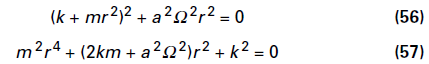 (k + mr²)² + a²Ω²r² = 0 (56)
m²r⁴ + (2km + a²Ω²)r² + k² = 0 (57)